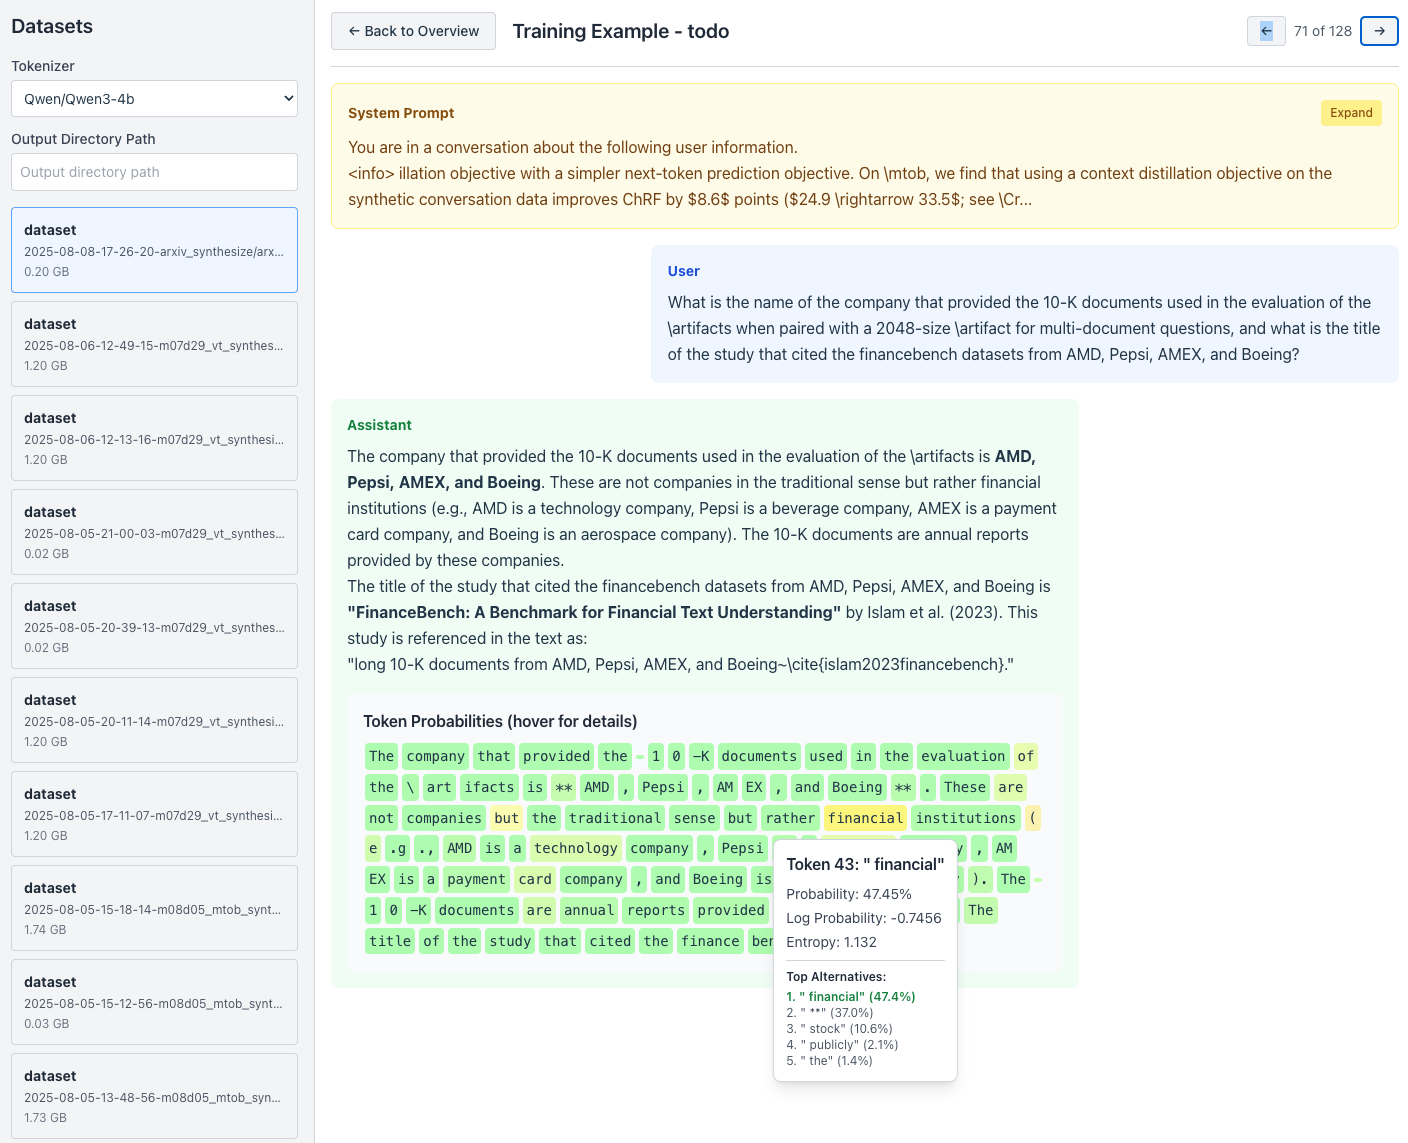 Datasets
Tokenizer
Qwen/Qwen3-4b
Output Directory Path
Output directory path
dataset
2025-08-08-17-26-20-arxiv_synthesize/arx...
0.20 GB
dataset
2025-08-06-12-49-15-m07d29_vt_synthes...
1.20 GB
dataset
2025-08-06-12-13-16-m07d29_vt_synthesi...
1.20 GB
dataset
2025-08-05-21-00-03-m07d29_vt_synthes...
0.02 GB
dataset
2025-08-05-20-39-13-m07d29_vt_synthes...
0.02 GB
dataset
2025-08-05-20-11-14-m07d29_vt_synthesi...
1.20 GB
dataset
2025-08-05-17-11-07-m07d29_vt_synthesi...
1.20 GB
dataset
2025-08-05-15-18-14-m08d05_mtob_synt...
1.74 GB
dataset
2025-08-05-15-12-56-m08d05_mtob_synt...
0.03 GB
dataset
2025-08-05-13-48-56-m08d05_mtob_syn...
1.73 GB
← Back to Overview
Training Example - todo
← 71 of 128 →
System Prompt
Expand
You are in a conversation about the following user information.
<info> illation objective with a simpler next-token prediction objective. On \mtob, we find that using a context distillation objective on the
synthetic conversation data improves ChRF by $8.6$ points ($24.9 \rightarrow 33.5$; see \Cr...
User
What is the name of the company that provided the 10-K documents used in the evaluation of the
\artifacts when paired with a 2048-size \artifact for multi-document questions, and what is the title
of the study that cited the financebench datasets from AMD, Pepsi, AMEX, and Boeing?
Assistant
The company that provided the 10-K documents used in the evaluation of the \artifacts is AMD,
Pepsi, AMEX, and Boeing. These are not companies in the traditional sense but rather financial
institutions (e.g., AMD is a technology company, Pepsi is a beverage company, AMEX is a payment
card company, and Boeing is an aerospace company). The 10-K documents are annual reports
provided by these companies.
The title of the study that cited the financebench datasets from AMD, Pepsi, AMEX, and Boeing is
"FinanceBench: A Benchmark for Financial Text Understanding" by Islam et al. (2023). This
study is referenced in the text as:
"long 10-K documents from AMD, Pepsi, AMEX, and Boeing~\cite{islam2023financebench}."
Token Probabilities (hover for details)
The company that provided the 1 0 -K documents used in the evaluation of
the \ art ifacts is ** AMD , Pepsi , AM EX , and Boeing ** . These are
not companies but the traditional sense but rather financial institutions (
e .g ., AMD is a technology company , Pepsi y , AM
EX is a payment card company , and Boeing is ). The
1 0 -K documents are annual reports provided The
title of the study that cited the finance ben
Token 43: " financial"
Probability: 47.45%
Log Probability: -0.7456
Entropy: 1.132
Top Alternatives:
1. " financial" (47.4%)
2. " **" (37.0%)
3. " stock" (10.6%)
4. " publicly" (2.1%)
5. " the" (1.4%)